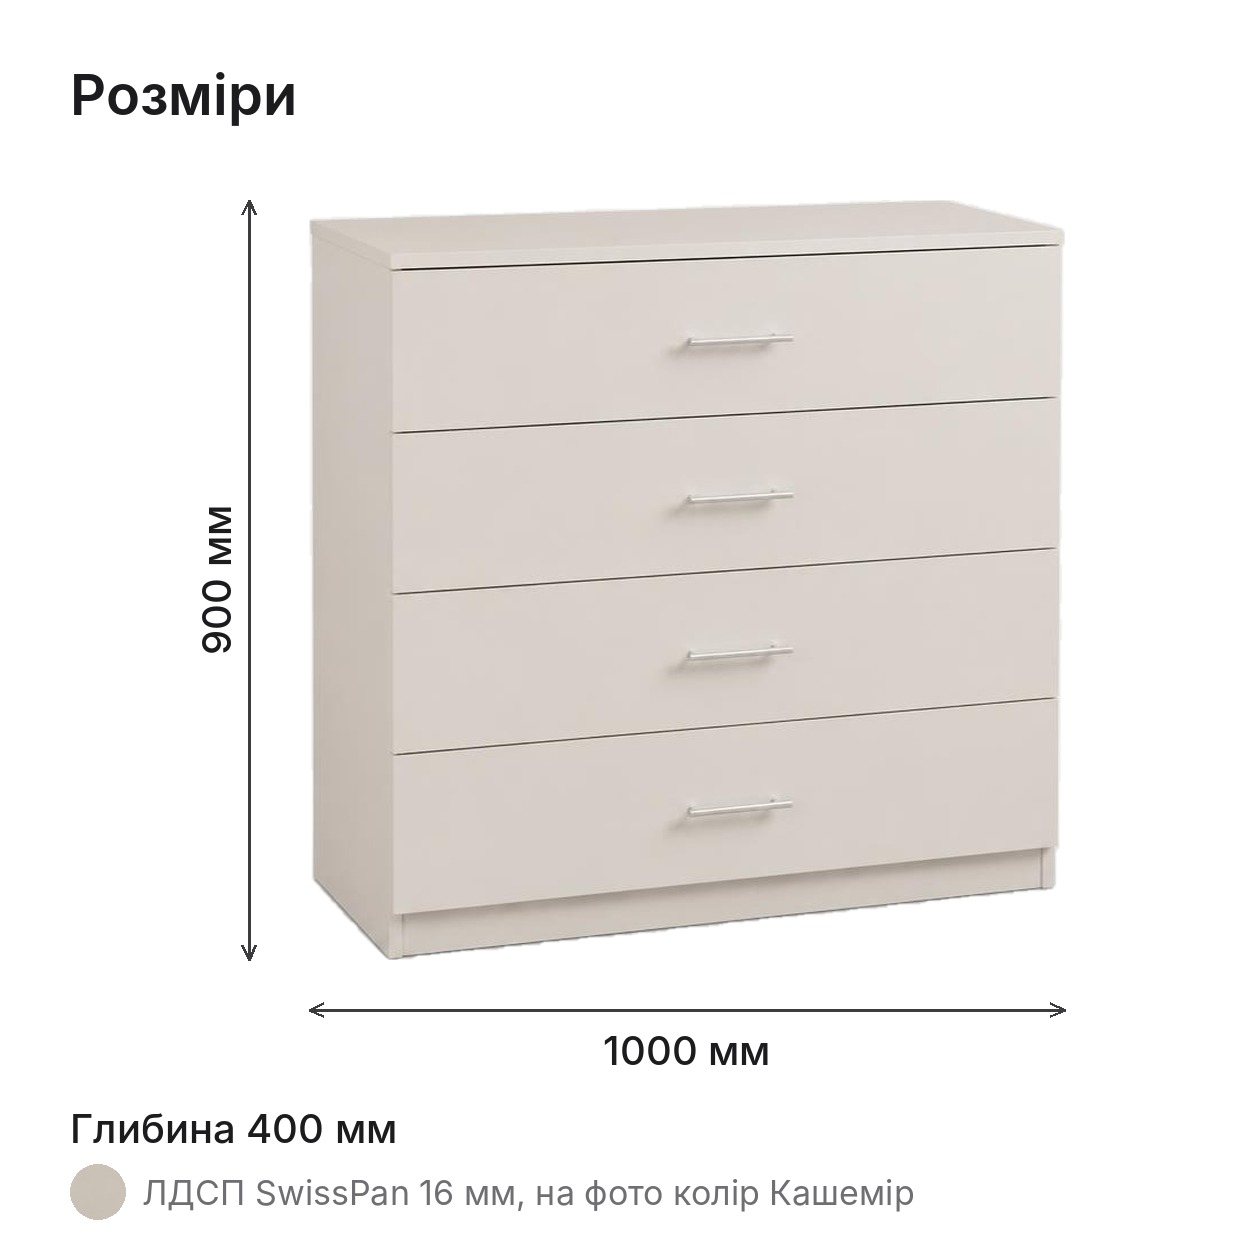 Розміри
900 мм
1000 мм
Глибина 400 мм
ЛДСП SwissPan 16 мм, на фото колір Кашемір